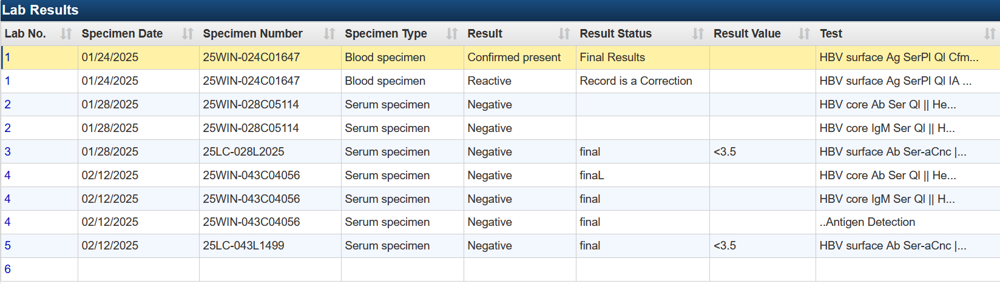 Lab Results
Lab No. Specimen Date Specimen Number Specimen Type Result Result Status Result Value Test
1 01/24/2025 25WIN-024C01647 Blood specimen Confirmed present Final Results HBV surface Ag SerPl Ql Cfm...
1 01/24/2025 25WIN-024C01647 Blood specimen Reactive Record is a Correction HBV surface Ag SerPl Ql IA ...
2 01/28/2025 25WIN-028C05114 Serum specimen Negative HBV core Ab Ser Ql || He...
2 01/28/2025 25WIN-028C05114 Serum specimen Negative HBV core IgM Ser Ql || H...
3 01/28/2025 25LC-028L2025 Serum specimen Negative final <3.5 HBV surface Ab Ser-aCnc |...
4 02/12/2025 25WIN-043C04056 Serum specimen Negative finaL HBV core Ab Ser Ql || He...
4 02/12/2025 25WIN-043C04056 Serum specimen Negative final HBV core IgM Ser Ql || H...
4 02/12/2025 25WIN-043C04056 Serum specimen Negative final ..Antigen Detection
5 02/12/2025 25LC-043L1499 Serum specimen Negative final <3.5 HBV surface Ab Ser-aCnc |...
6